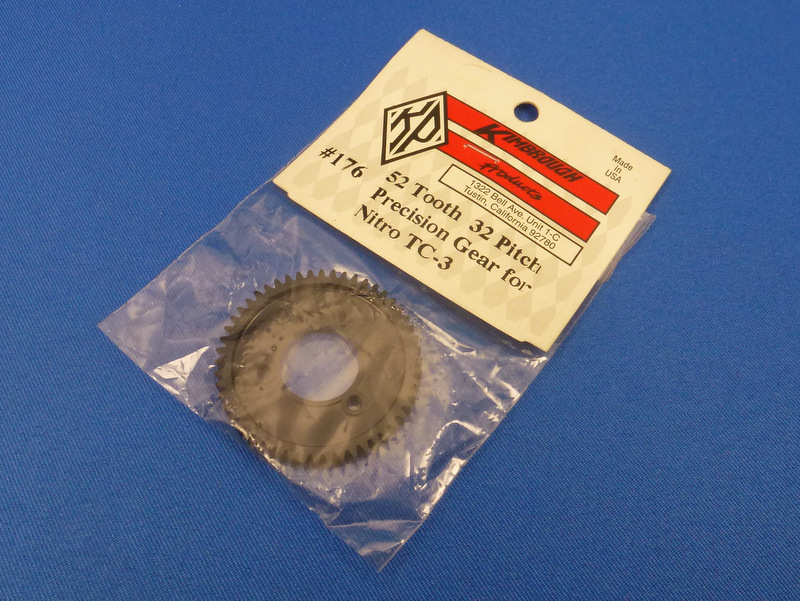 KP
KIMBROUGH
Products
Made
in
USA
1322 Bell Ave. Unit 1-C
Tustin, California 92780
#176
52 Tooth 32 Pitch
Precision Gear for
Nitro TC-3